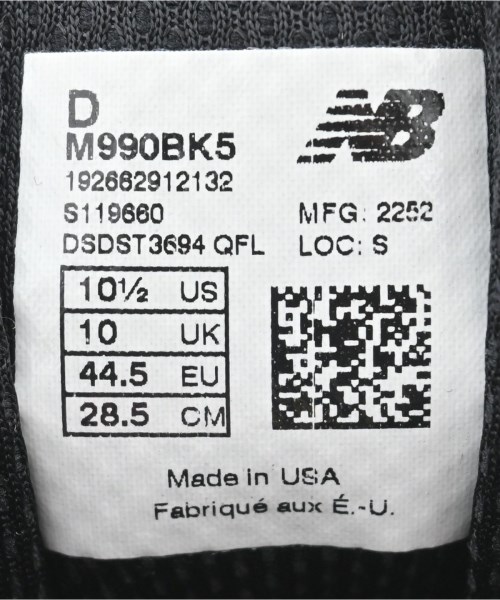 D
NB
M990BK5
192662912132
S119660
MFG: 2252
DSDST3694 QFL
LOC: S
10½ US
10 UK
44.5 EU
28.5 CM
Made in USA
Fabriqué aux É.-U.